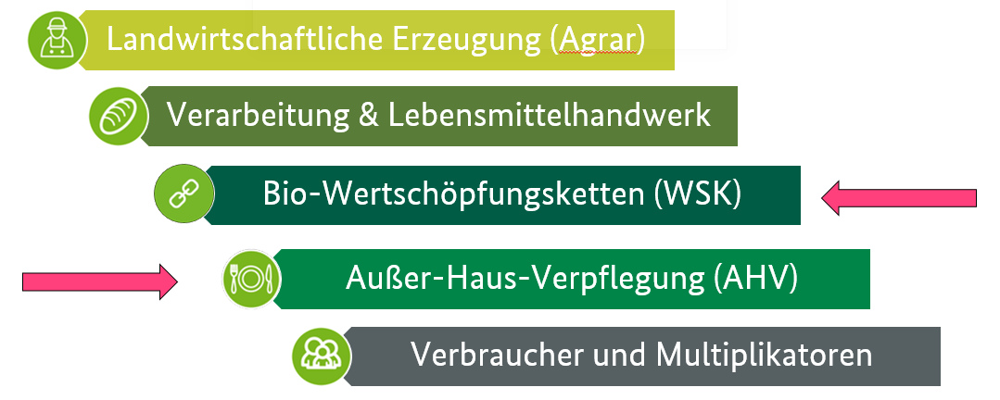 Landwirtschaftliche Erzeugung (Agrar)
Verarbeitung & Lebensmittelhandwerk
Bio-Wertschöpfungsketten (WSK)
Außer-Haus-Verpflegung (AHV)
Verbraucher und Multiplikatoren